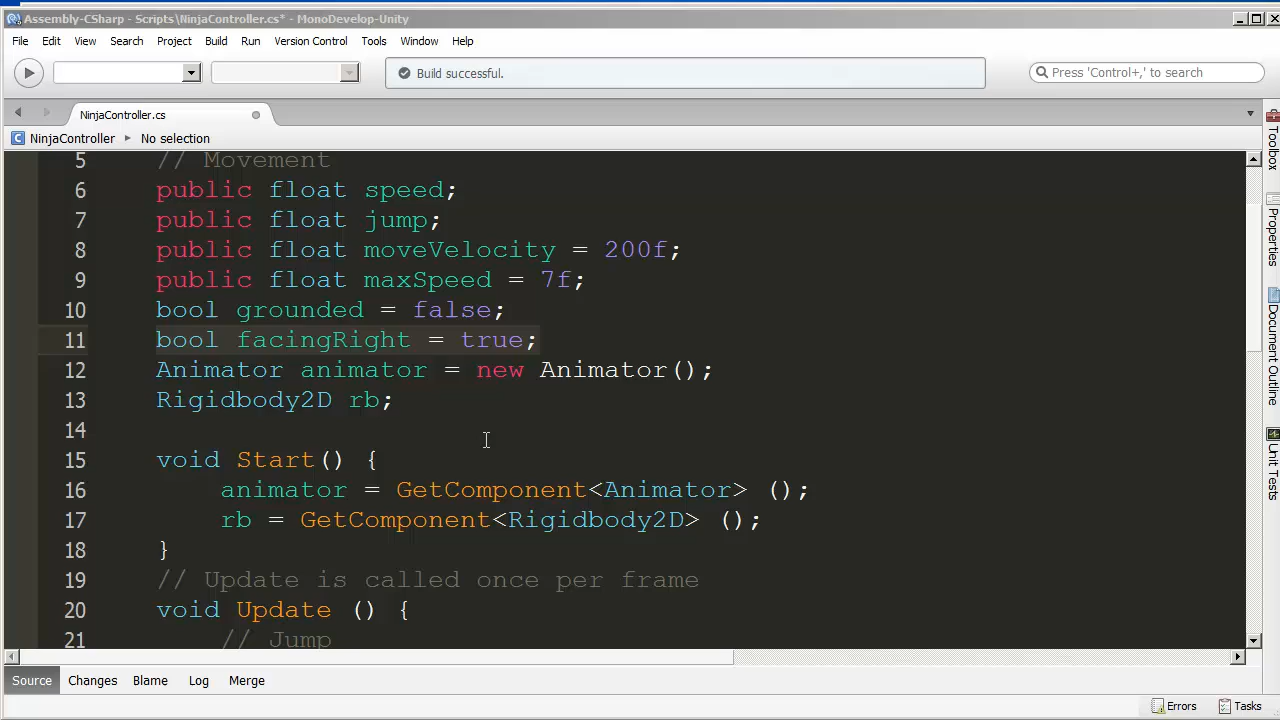 Assembly-CSharp - Scripts\NinjaController.cs* - MonoDevelop-Unity
File Edit View Search Project Build Run Version Control Tools Window Help
Build successful.
Press 'Control+,' to search
NinjaController.cs
NinjaController No selection
5 // Movement
6 public float speed;
7 public float jump;
8 public float moveVelocity = 200f;
9 public float maxSpeed = 7f;
10 bool grounded = false;
11 bool facingRight = true;
12 Animator animator = new Animator();
13 Rigidbody2D rb;
14
15 void Start() {
16 animator = GetComponent<Animator> ();
17 rb = GetComponent<Rigidbody2D> ();
18 }
19 // Update is called once per frame
20 void Update () {
21 // Jump
Toolbox
Properties
Document Outline
Unit Tests
Source Changes Blame Log Merge
Errors Tasks